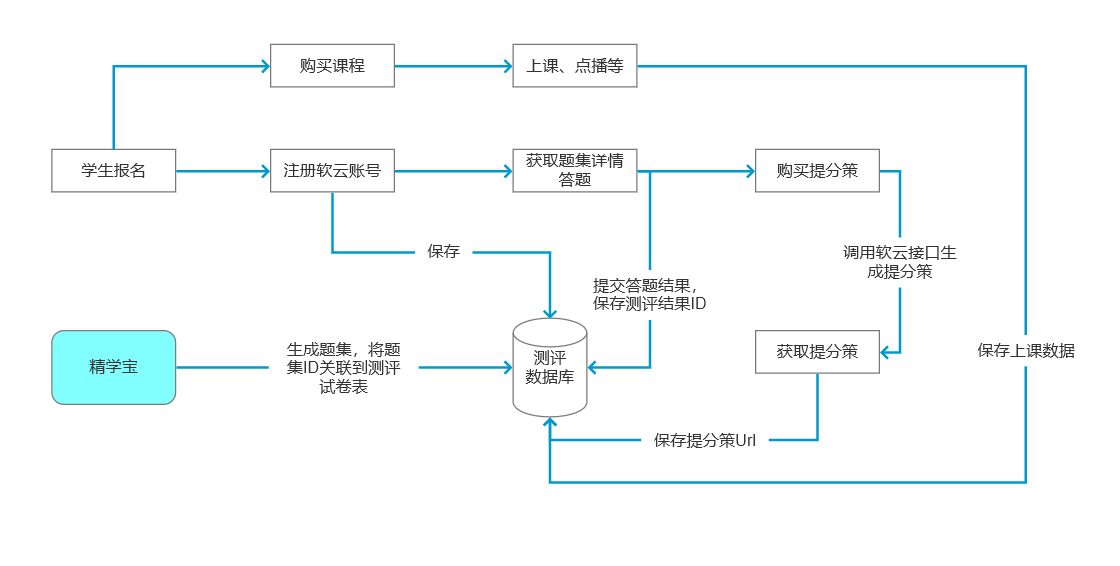 购买课程
上课、点播等
学生报名
注册软云账号
获取题集详情
答题
购买提分策
保存
调用软云接口生
成提分策
提交答题结果，
保存测评结果ID
精学宝
生成题集，将题
集ID关联到测评
试卷表
测评
数据库
获取提分策
保存上课数据
保存提分策Url